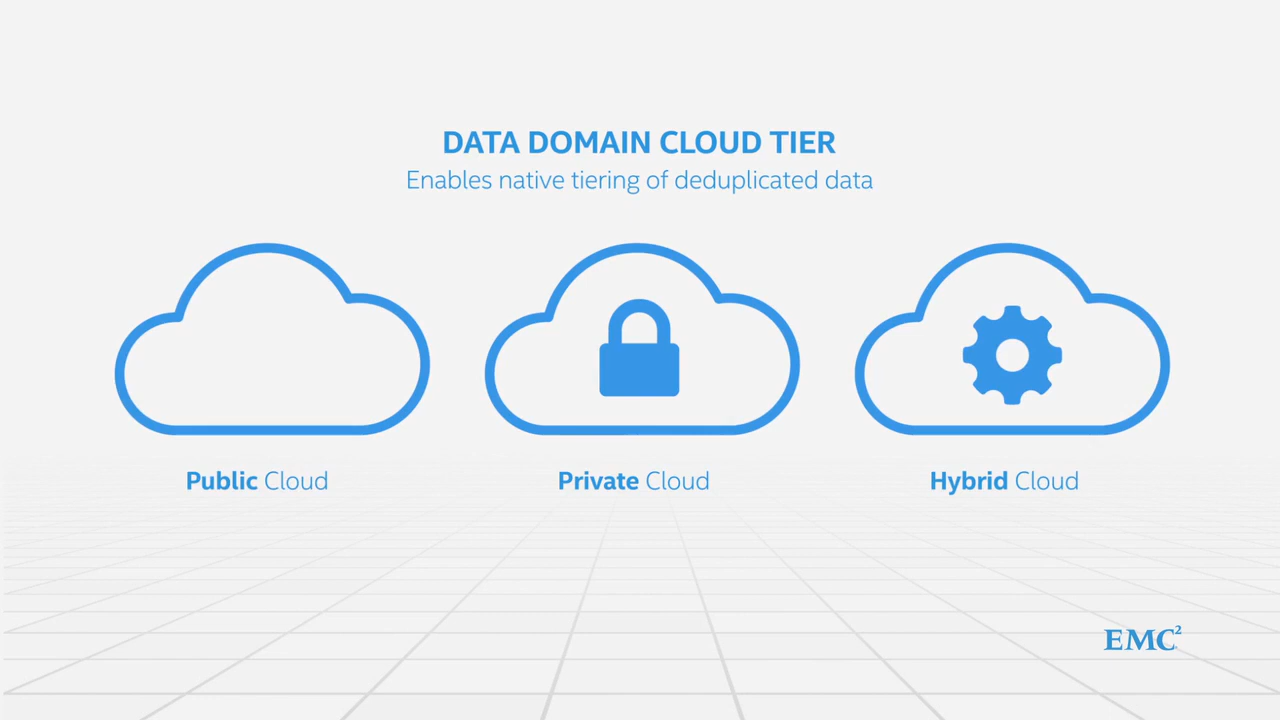 DATA DOMAIN CLOUD TIER
Enables native tiering of deduplicated data
Public Cloud
Private Cloud
Hybrid Cloud
EMC²